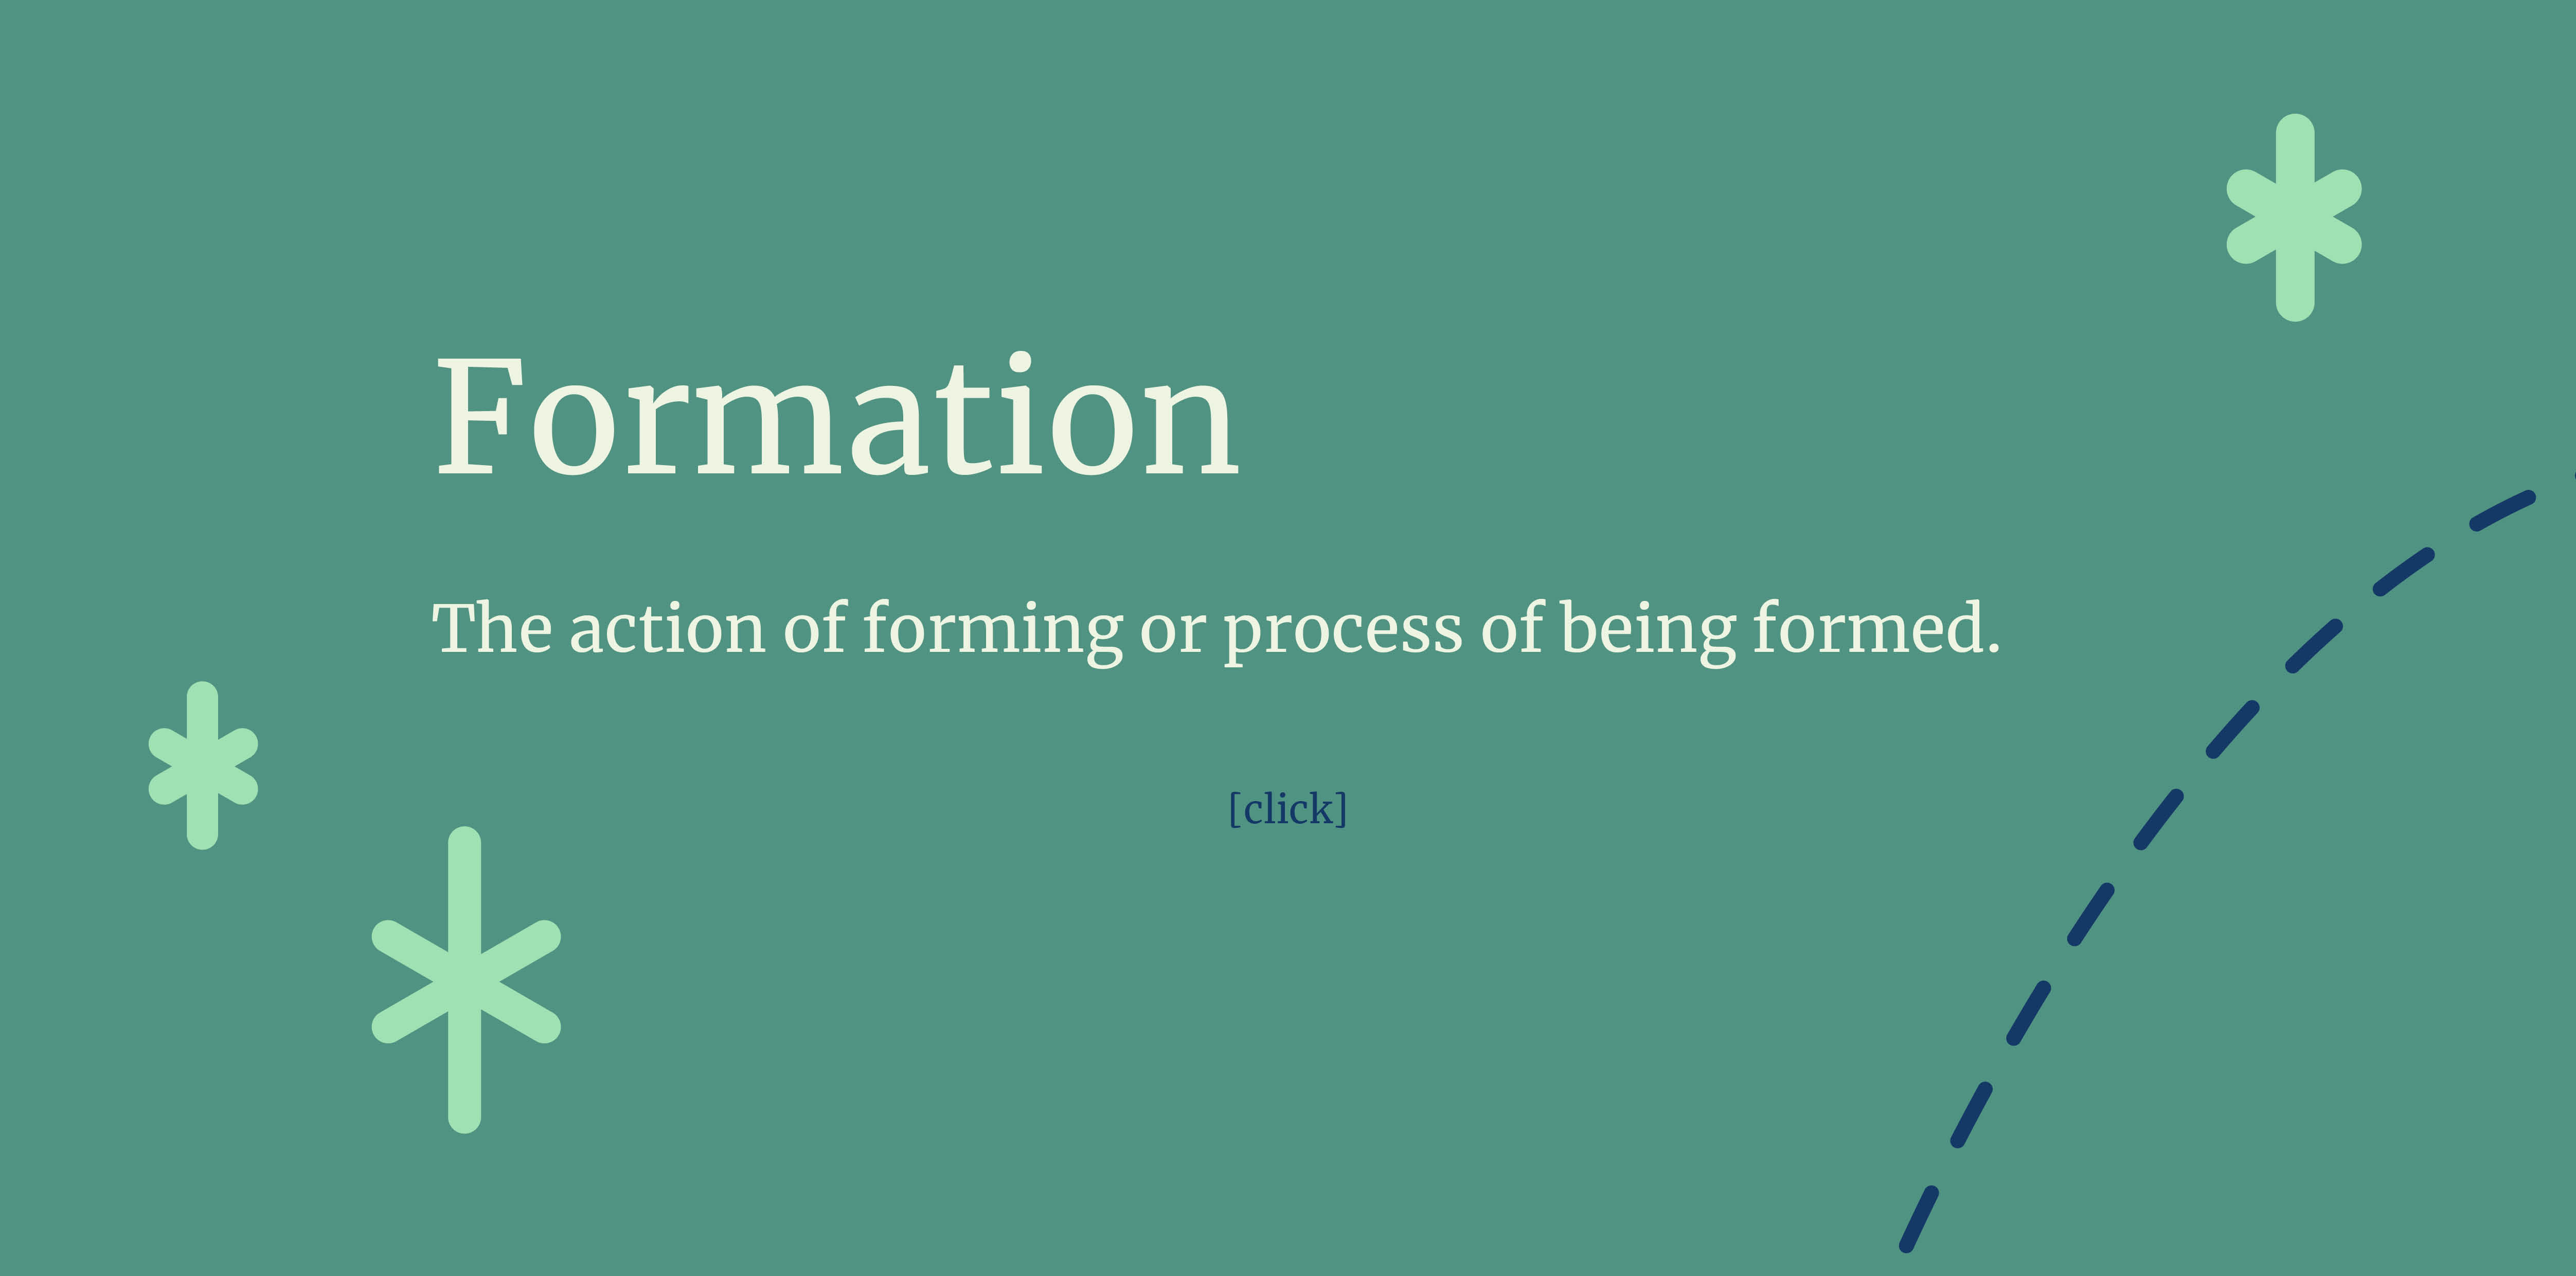 Formation
The action of forming or process of being formed.
[click]